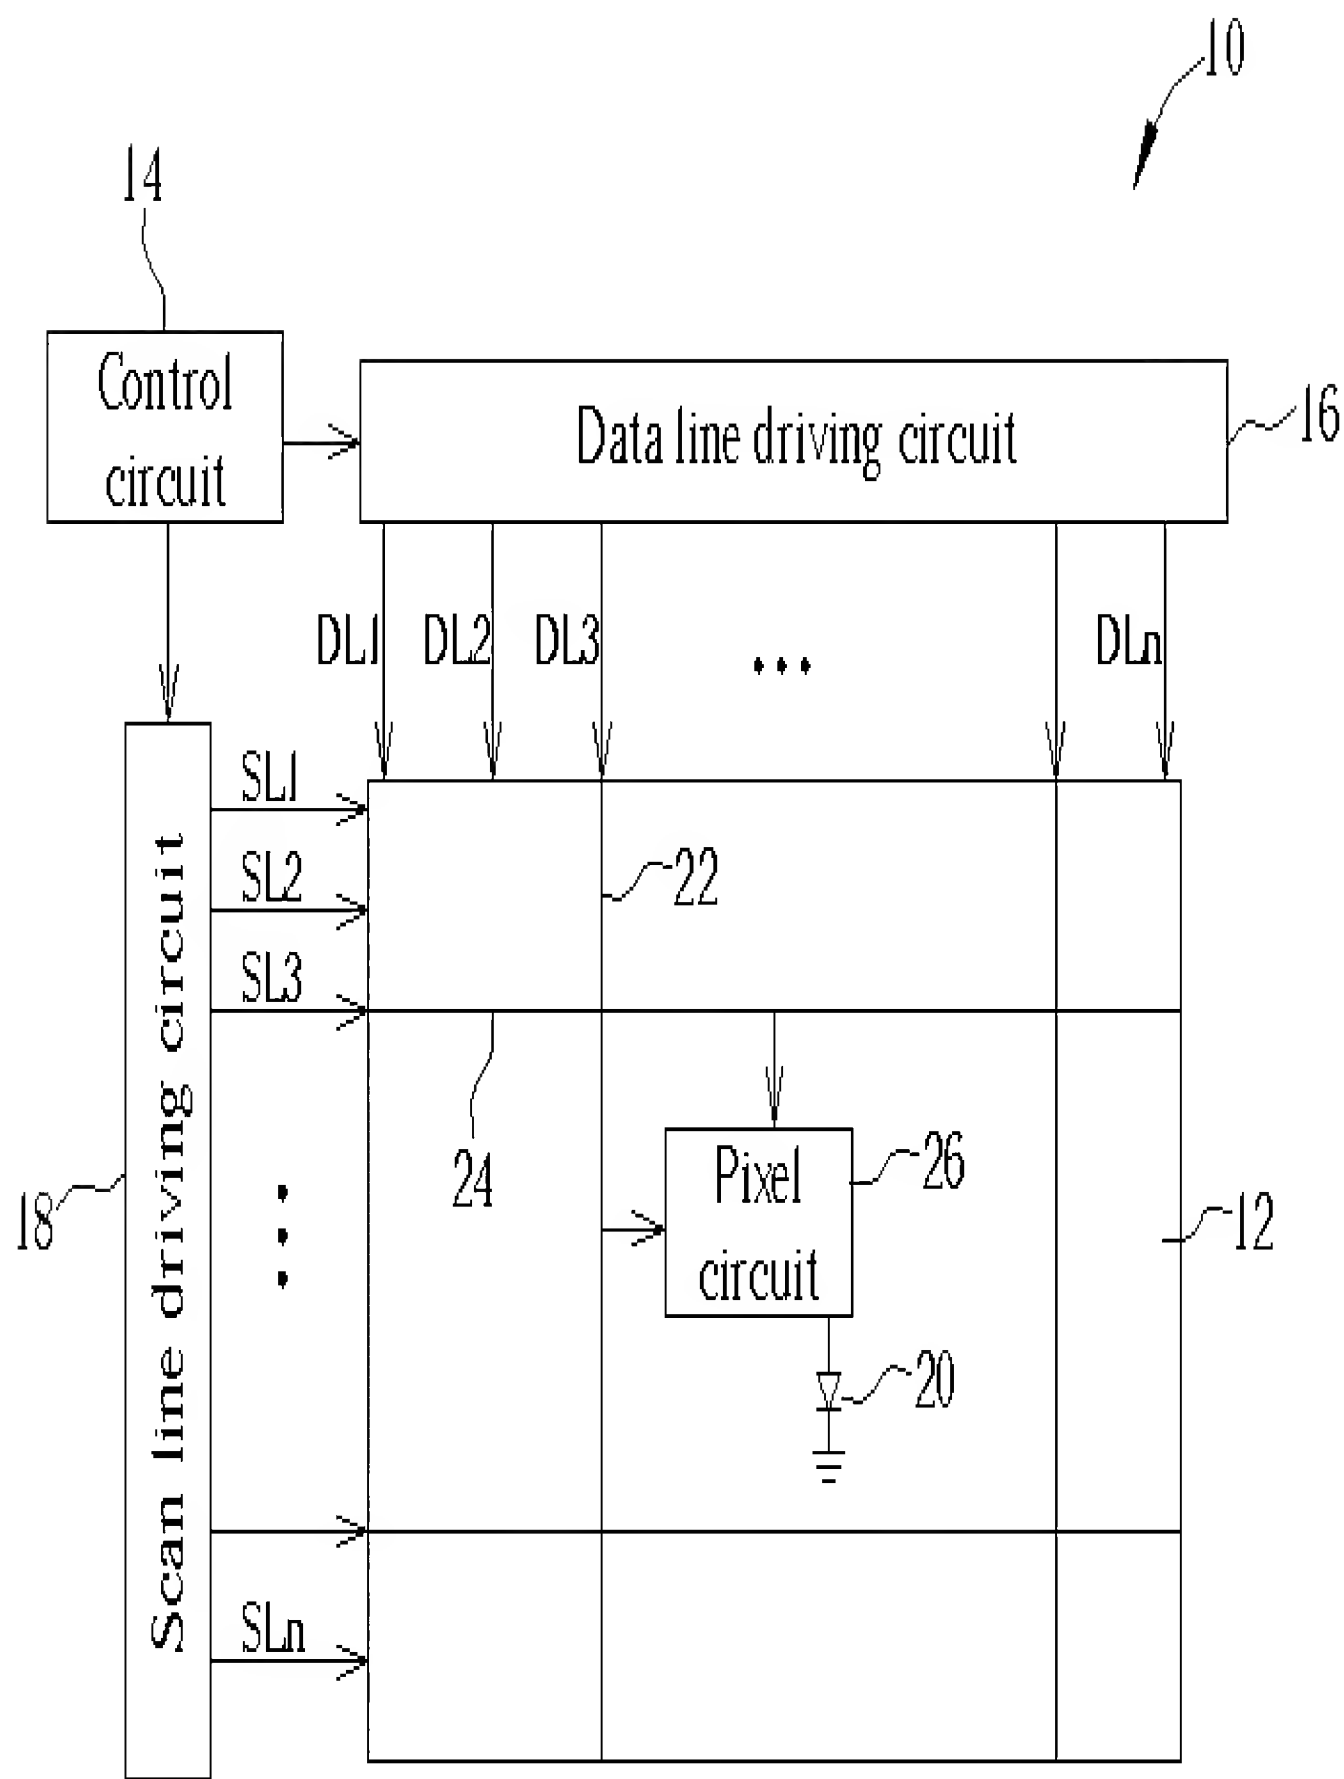 10
14
Control
circuit
Data line driving circuit
16
DL1 DL2 DL3 ... DLn
SL1
SL2
SL3
SLn
Scan line driving circuit
18
22
24
Pixel
circuit
26
12
20